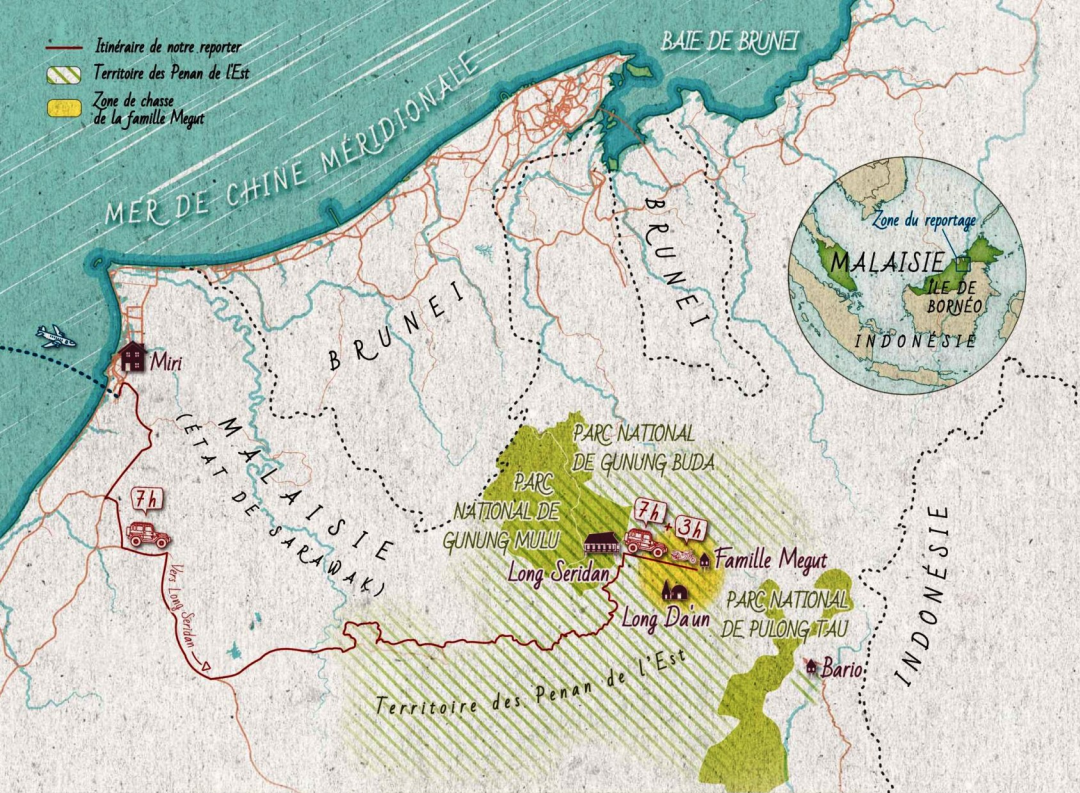 Itinéraire de notre reporter
Territoire des Penan de l'Est
Zone de chasse
de la famille Megut
BAIE DE BRUNEI
MER DE CHINE MÉRIDIONALE
Zone du reportage
MALAISIE
ÎLE DE
BORNÉO
INDONÉSIE
BRUNEI
BRUNEI
Miri
MALAISIE
(ÉTAT DE SARAWAK)
PARC NATIONAL
DE GUNUNG BUDA
PARC
NATIONAL DE
GUNUNG MULU
7h
7h + 3h
Long Seridan
Famille Megut
Long Da'un
PARC NATIONAL
DE PULONG TAU
Vers Long Seridan
Bario
INDONÉSIE
Territoire des Penan de l'Est